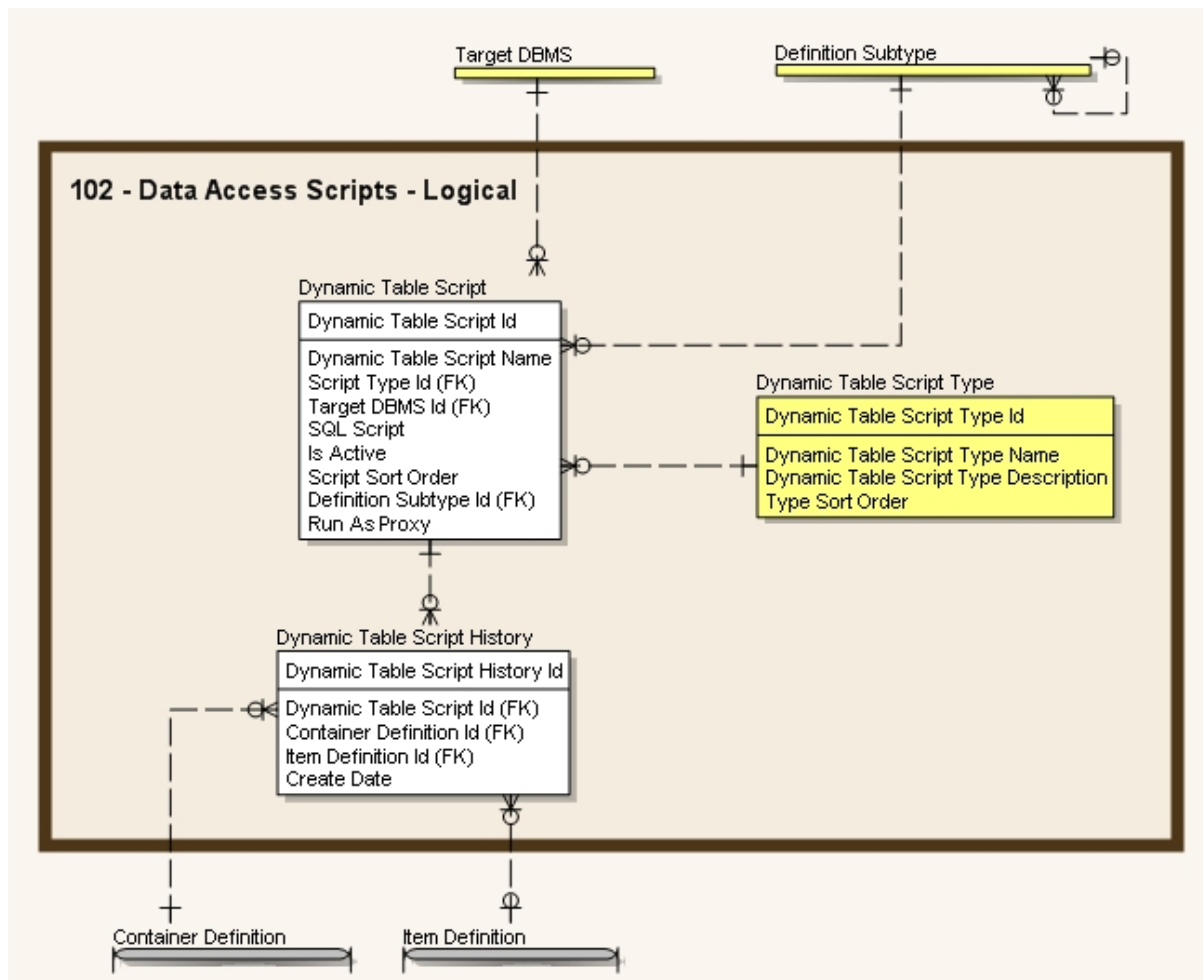 Target DBMS
Definition Subtype
102 - Data Access Scripts - Logical
Dynamic Table Script
Dynamic Table Script Id
Dynamic Table Script Name
Script Type Id (FK)
Target DBMS Id (FK)
SQL Script
Is Active
Script Sort Order
Definition Subtype Id (FK)
Run As Proxy
Dynamic Table Script Type
Dynamic Table Script Type Id
Dynamic Table Script Type Name
Dynamic Table Script Type Description
Type Sort Order
Dynamic Table Script History
Dynamic Table Script History Id
Dynamic Table Script Id (FK)
Container Definition Id (FK)
Item Definition Id (FK)
Create Date
Container Definition
Item Definition